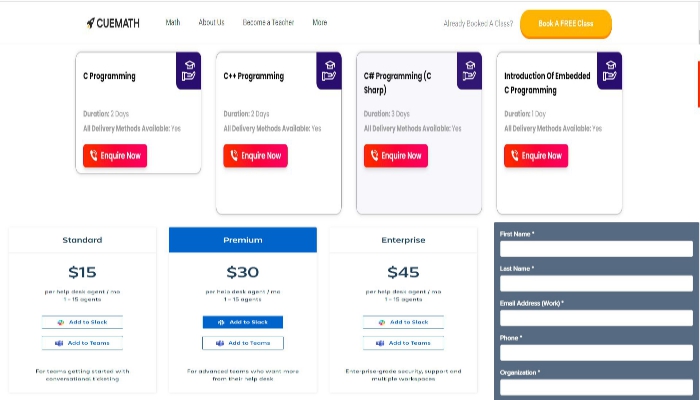 CUEMATH
Math
About Us
Become a Teacher
More
Already Booked A Class?
Book A FREE Class
C Programming
Duration: 2 Days
All Delivery Methods Available: Yes
Enquire Now
C++ Programming
Duration: 2 Days
All Delivery Methods Available: Yes
Enquire Now
C# Programming (C
Sharp)
Duration: 3 Days
All Delivery Methods Available: Yes
Enquire Now
Introduction Of Embedded
C Programming
Duration: 1 Day
All Delivery Methods Available: Yes
Enquire Now
Standard
$15
per help desk agent / mo
1 – 15 agents
Add to Slack
Add to Teams
For teams getting started with
conversational ticketing
Premium
$30
per help desk agent / mo
1 – 15 agents
Add to Slack
Add to Teams
For advanced teams who want more
from their help desk
Enterprise
$45
per help desk agent / mo
1 – 15 agents
Add to Slack
Add to Teams
Enterprise-grade security, support and
multiple workspaces
First Name *
Last Name *
Email Address (Work) *
Phone *
Organization *